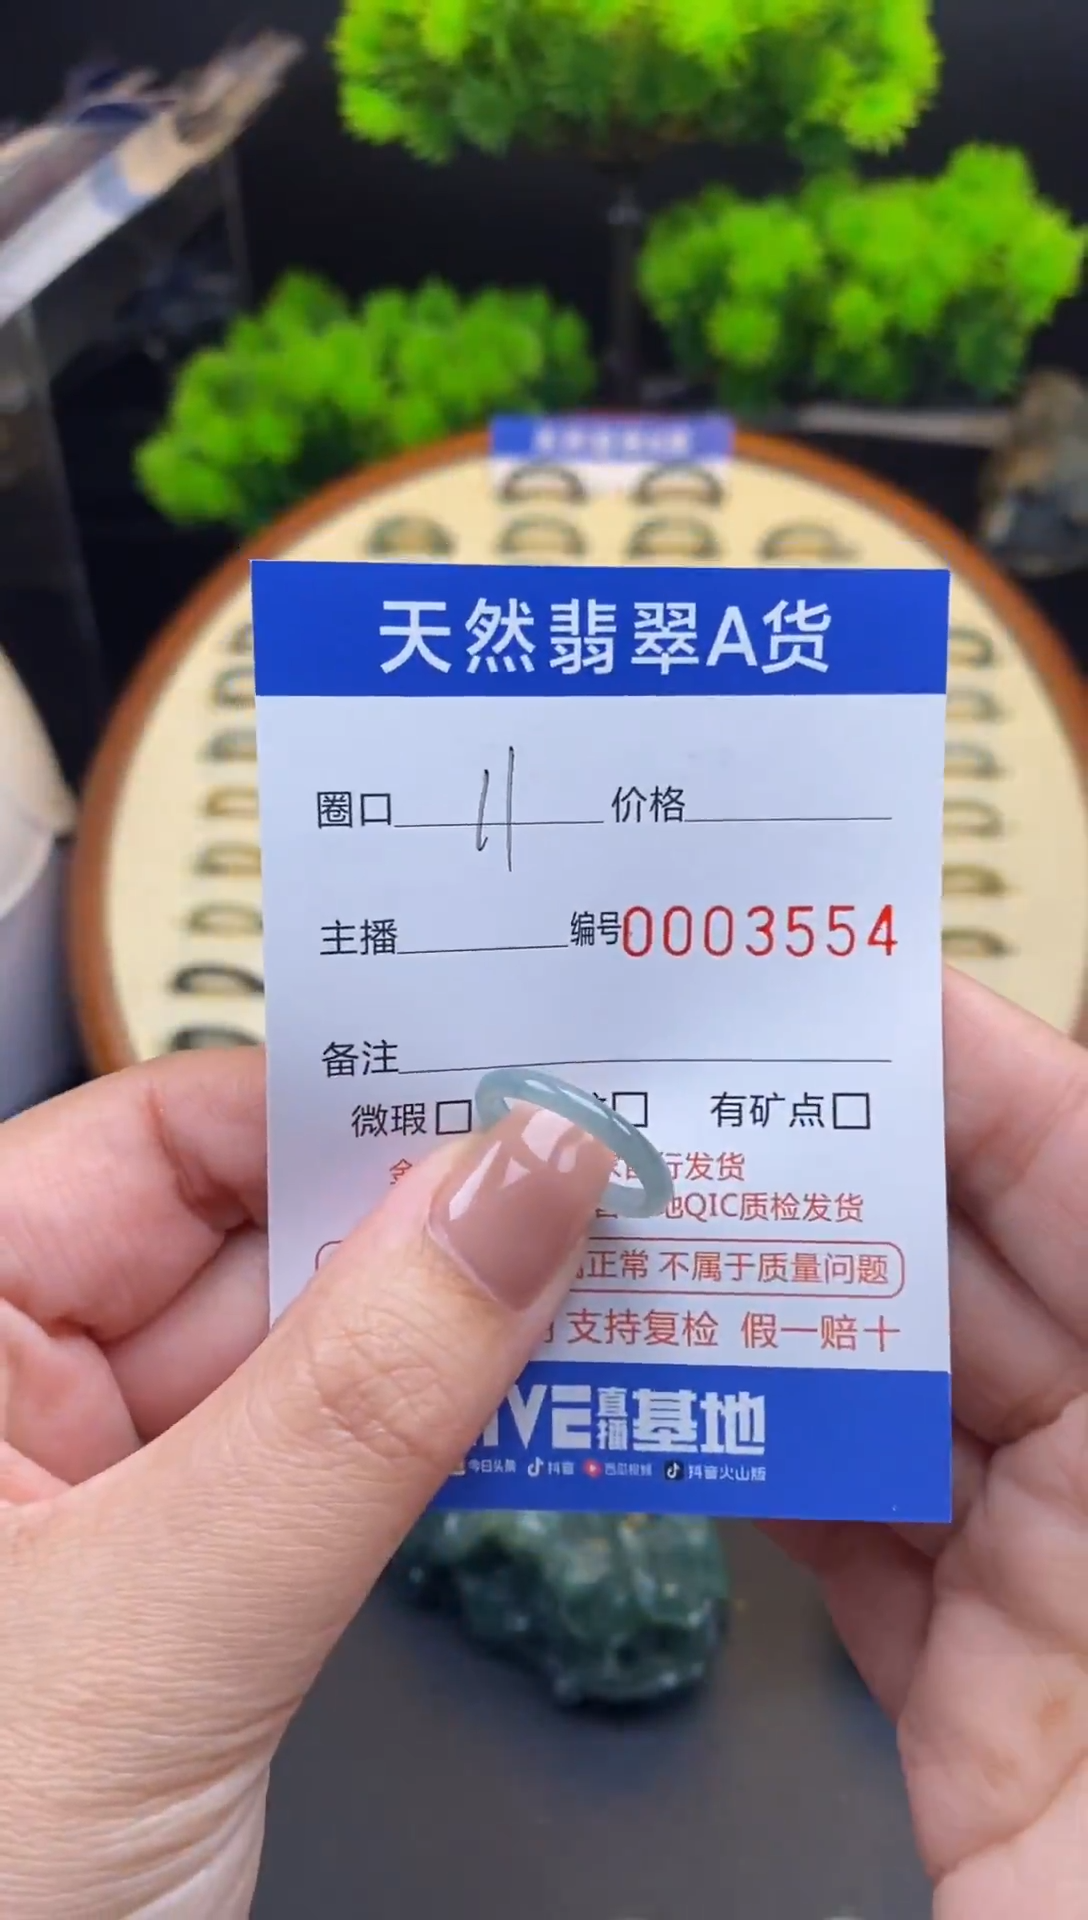 天然翡翠A货
圈口 11 价格
主播 编号0003554
备注
微瑕□ □ 有矿点□
行发货
地QIC质检发货
正常 不属于质量问题
支持复检 假一赔十
VE直播基地
今日头条 抖音 西瓜视频 抖音火山版